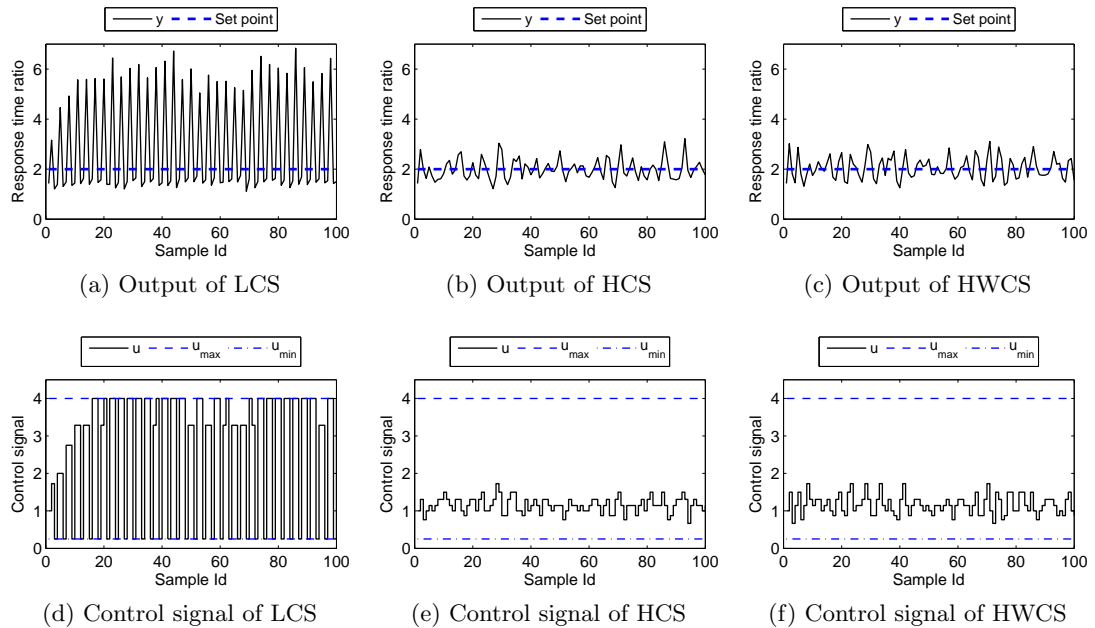 y Set point
Response time ratio
6
4
2
0
0 20 40 60 80 100
Sample Id
(a) Output of LCS
y Set point
Response time ratio
6
4
2
0
0 20 40 60 80 100
Sample Id
(b) Output of HCS
y Set point
Response time ratio
6
4
2
0
0 20 40 60 80 100
Sample Id
(c) Output of HWCS
u u_max u_min
Control signal
4
3
2
1
0
0 20 40 60 80 100
Sample Id
(d) Control signal of LCS
u u_max u_min
Control signal
4
3
2
1
0
0 20 40 60 80 100
Sample Id
(e) Control signal of HCS
u u_max u_min
Control signal
4
3
2
1
0
0 20 40 60 80 100
Sample Id
(f) Control signal of HWCS